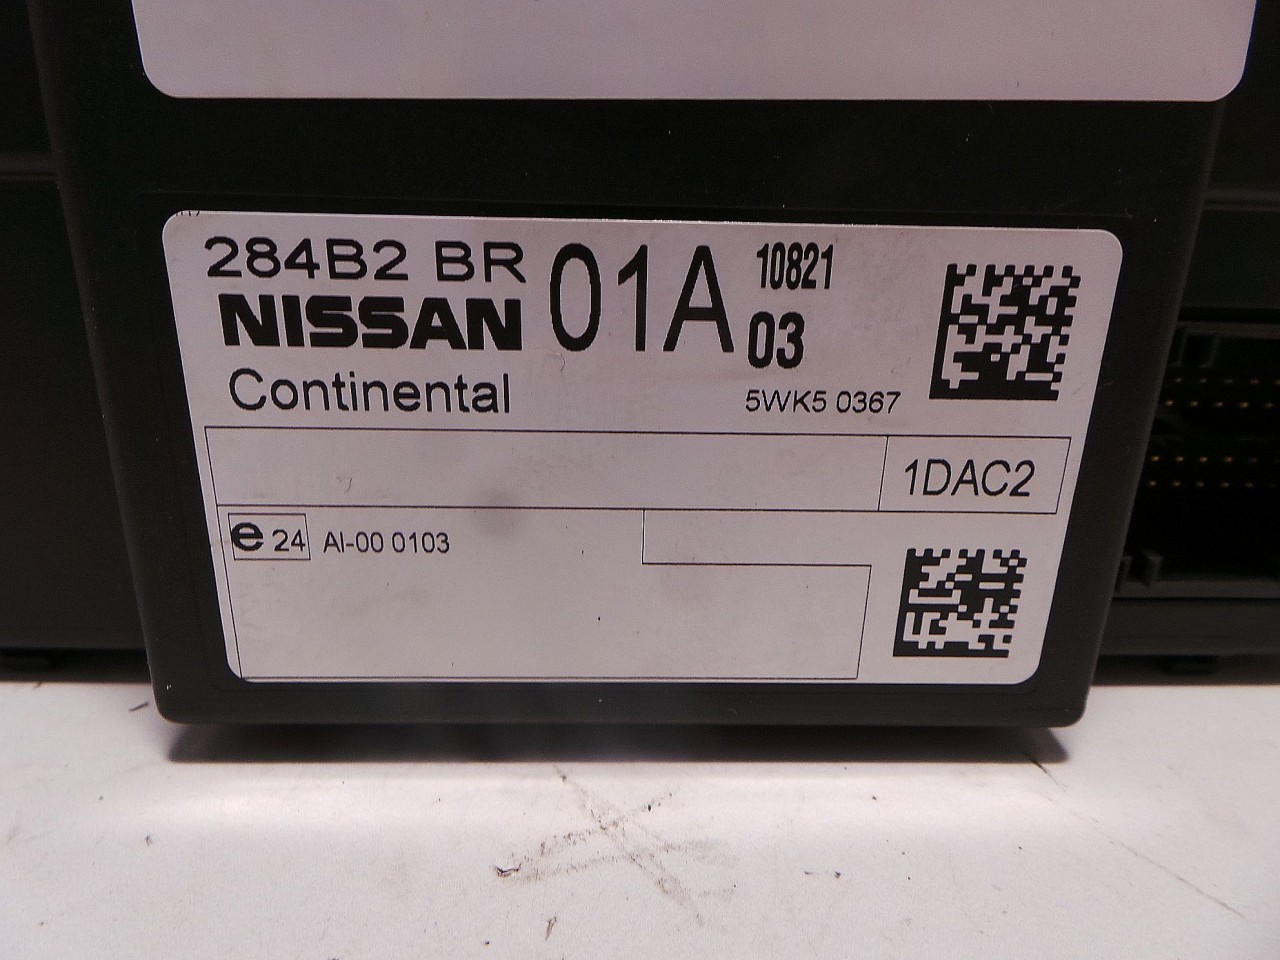 284B2 BR 01A 10821
NISSAN 03
Continental 5WK5 0367
1DAC2
e 24 AI-00 0103